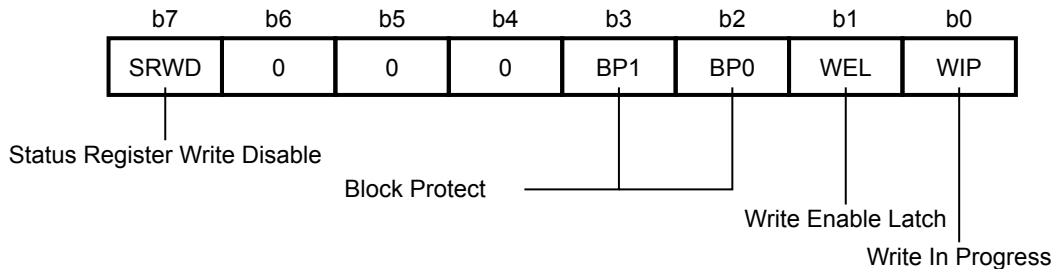 b7 b6 b5 b4 b3 b2 b1 b0
SRWD 0 0 0 BP1 BP0 WEL WIP
Status Register Write Disable
Block Protect
Write Enable Latch
Write In Progress